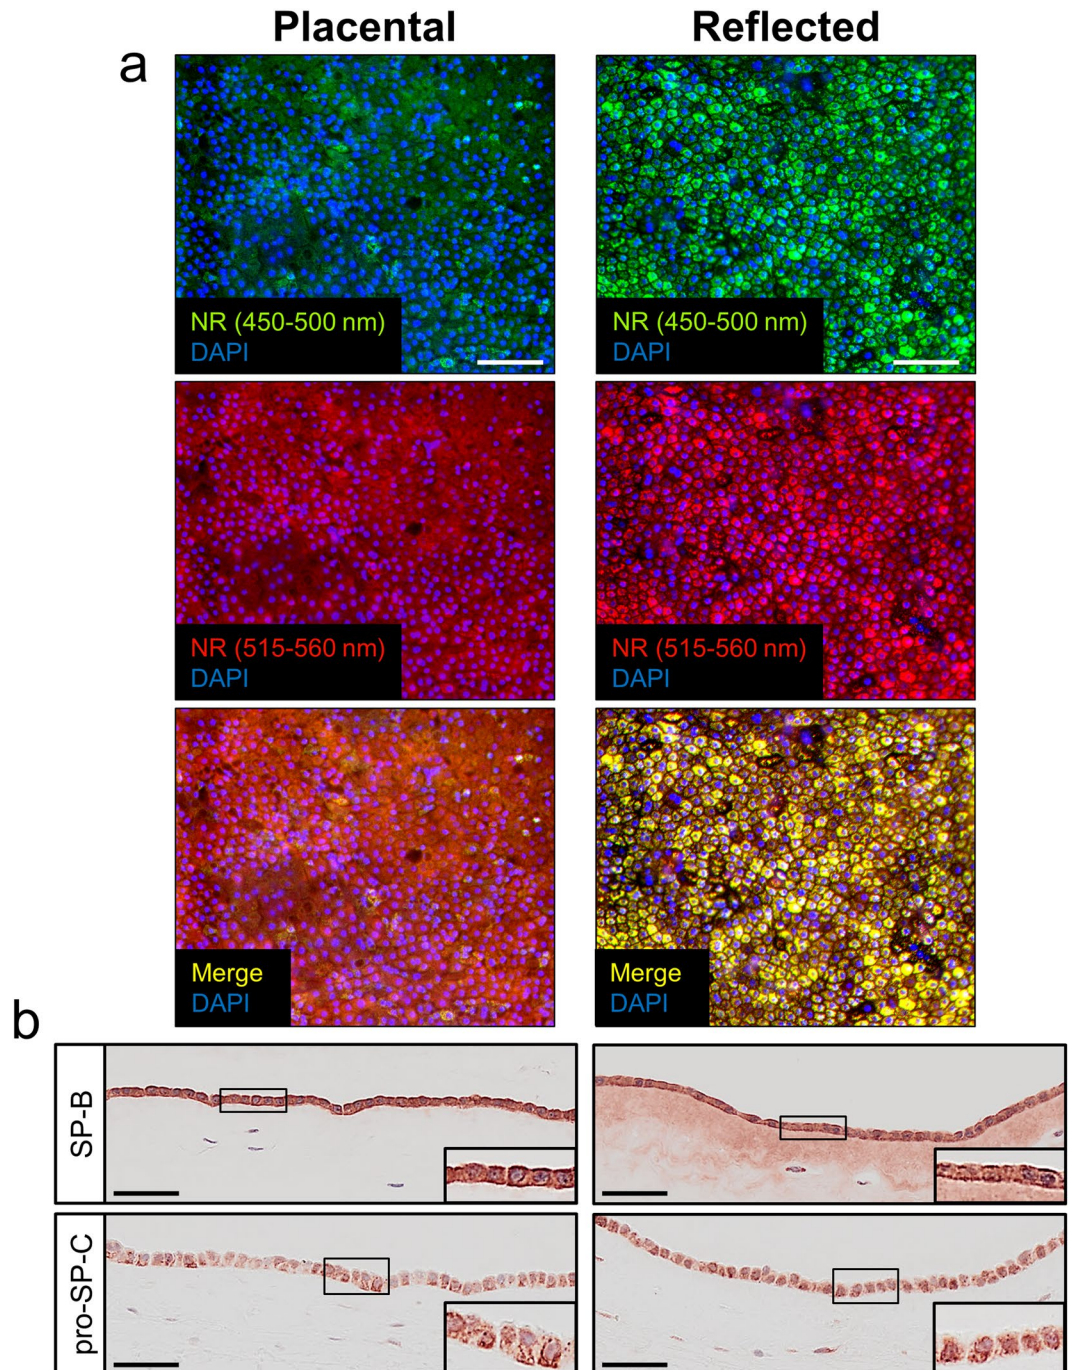 Placental
Reflected
a
NR (450-500 nm)
DAPI
NR (450-500 nm)
DAPI
NR (515-560 nm)
DAPI
NR (515-560 nm)
DAPI
Merge
DAPI
Merge
DAPI
b
SP-B
pro-SP-C